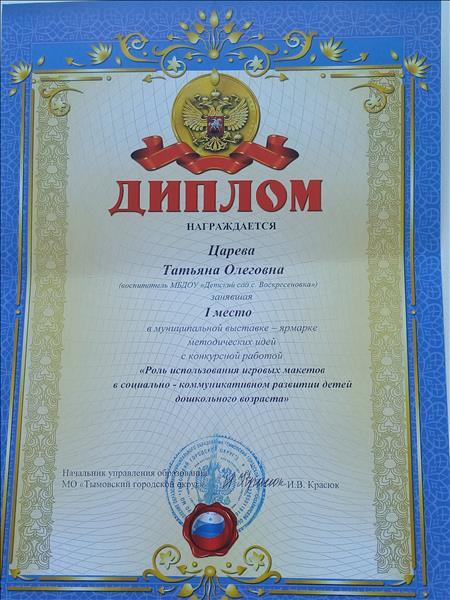 ДИПЛОМ
НАГРАЖДАЕТСЯ
Царева
Татьяна Олеговна
(воспитатель МБДОУ «Детский сад с. Воскресеновка»)
занявшая
I место
в муниципальной выставке – ярмарке
методических идей
с конкурсной работой
«Роль использования игровых макетов
в социально - коммуникативном развитии детей
дошкольного возраста»
Начальник управления образования
МО «Тымовский городской округ»
И.В. Красюк